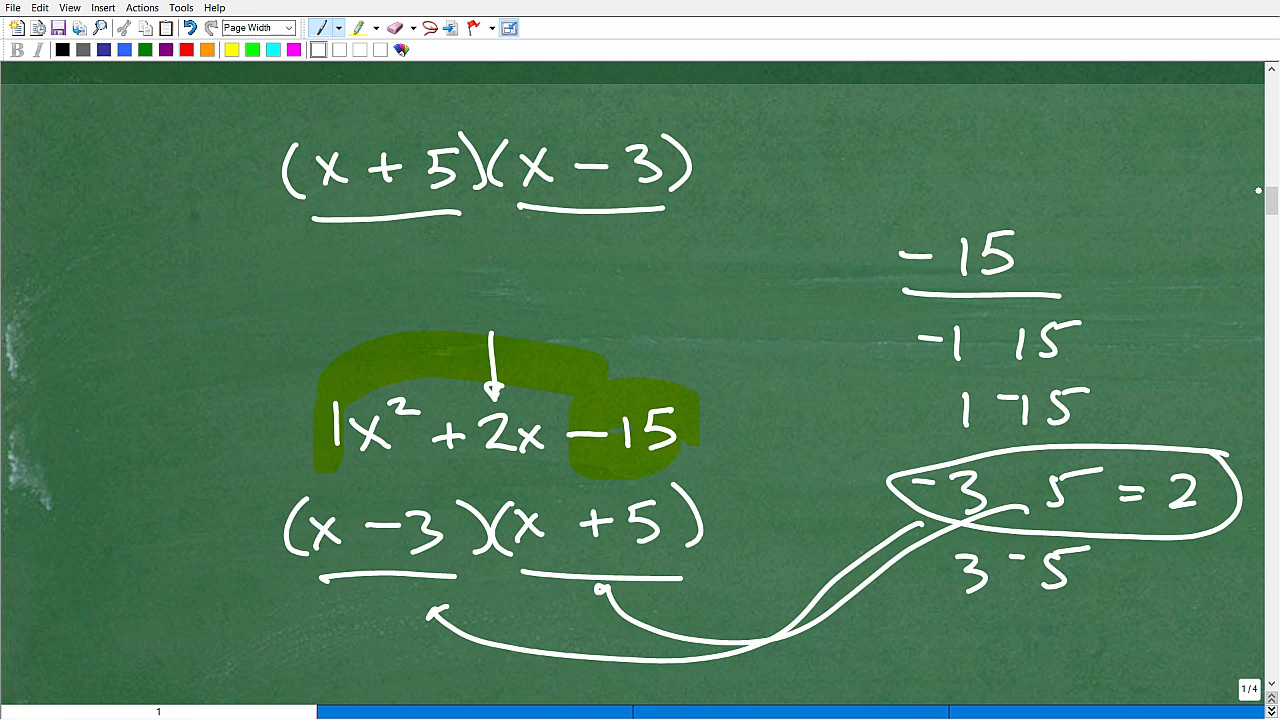 File Edit View Insert Actions Tools Help
Page Width
B I
(x + 5)(x - 3)
-15
-1 15
1 -15
1x² + 2x - 15
-3 5 = 2
(x - 3)(x + 5)
3 -5
1/4
1